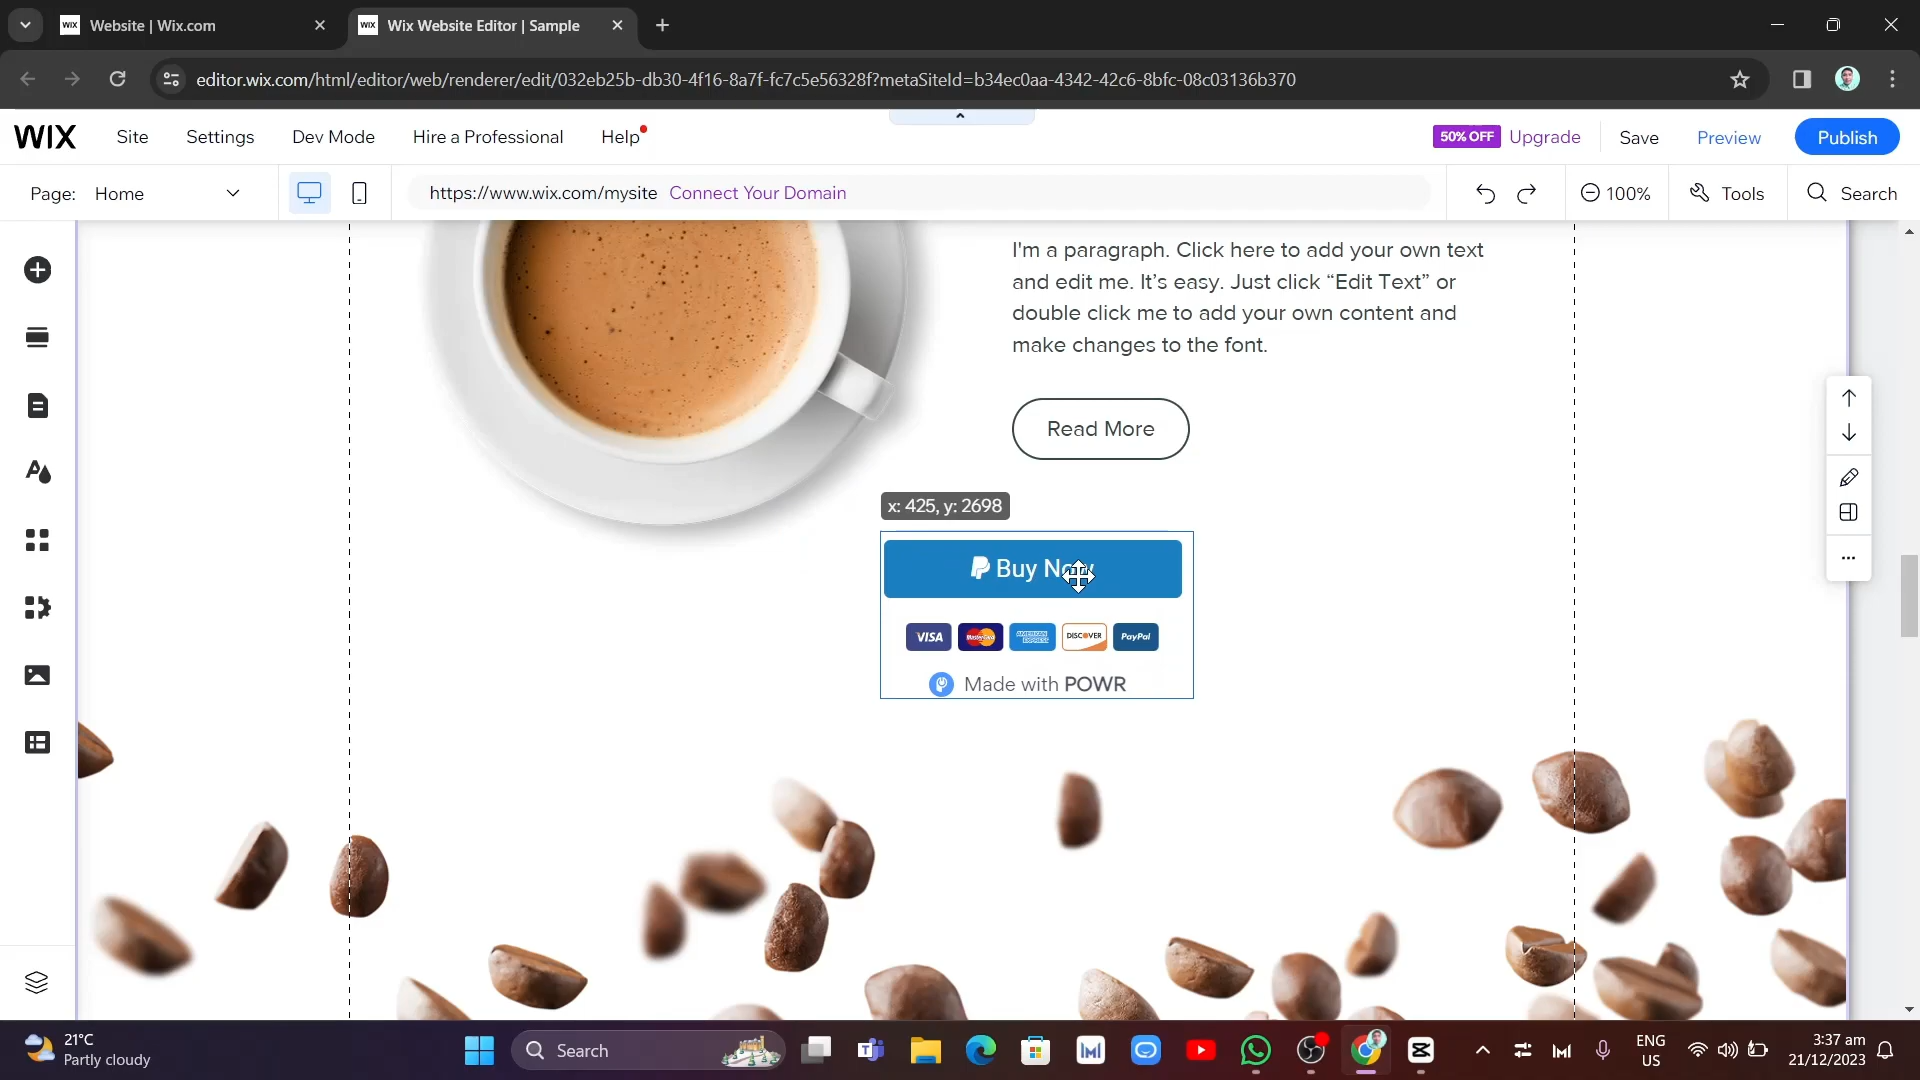 WIX Website | Wix.com
WIX Wix Website Editor | Sample
editor.wix.com/html/editor/web/renderer/edit/032eb25b-db30-4f16-8a7f-fc7c5e56328f?metaSiteId=b34ec0aa-4342-42c6-8bfc-08c03136b370
WIX Site Settings Dev Mode Hire a Professional Help 50% OFF Upgrade Save Preview Publish
Page: Home https://www.wix.com/mysite Connect Your Domain 100% Tools Search
I'm a paragraph. Click here to add your own text
and edit me. It's easy. Just click “Edit Text” or
double click me to add your own content and
make changes to the font.
Read More
x: 425, y: 2698
Buy Now
VISA MasterCard AMERICAN EXPRESS DISCOVER PayPal
Made with POWR
21°C
Partly cloudy
Search
ENG
US
3:37 am
21/12/2023